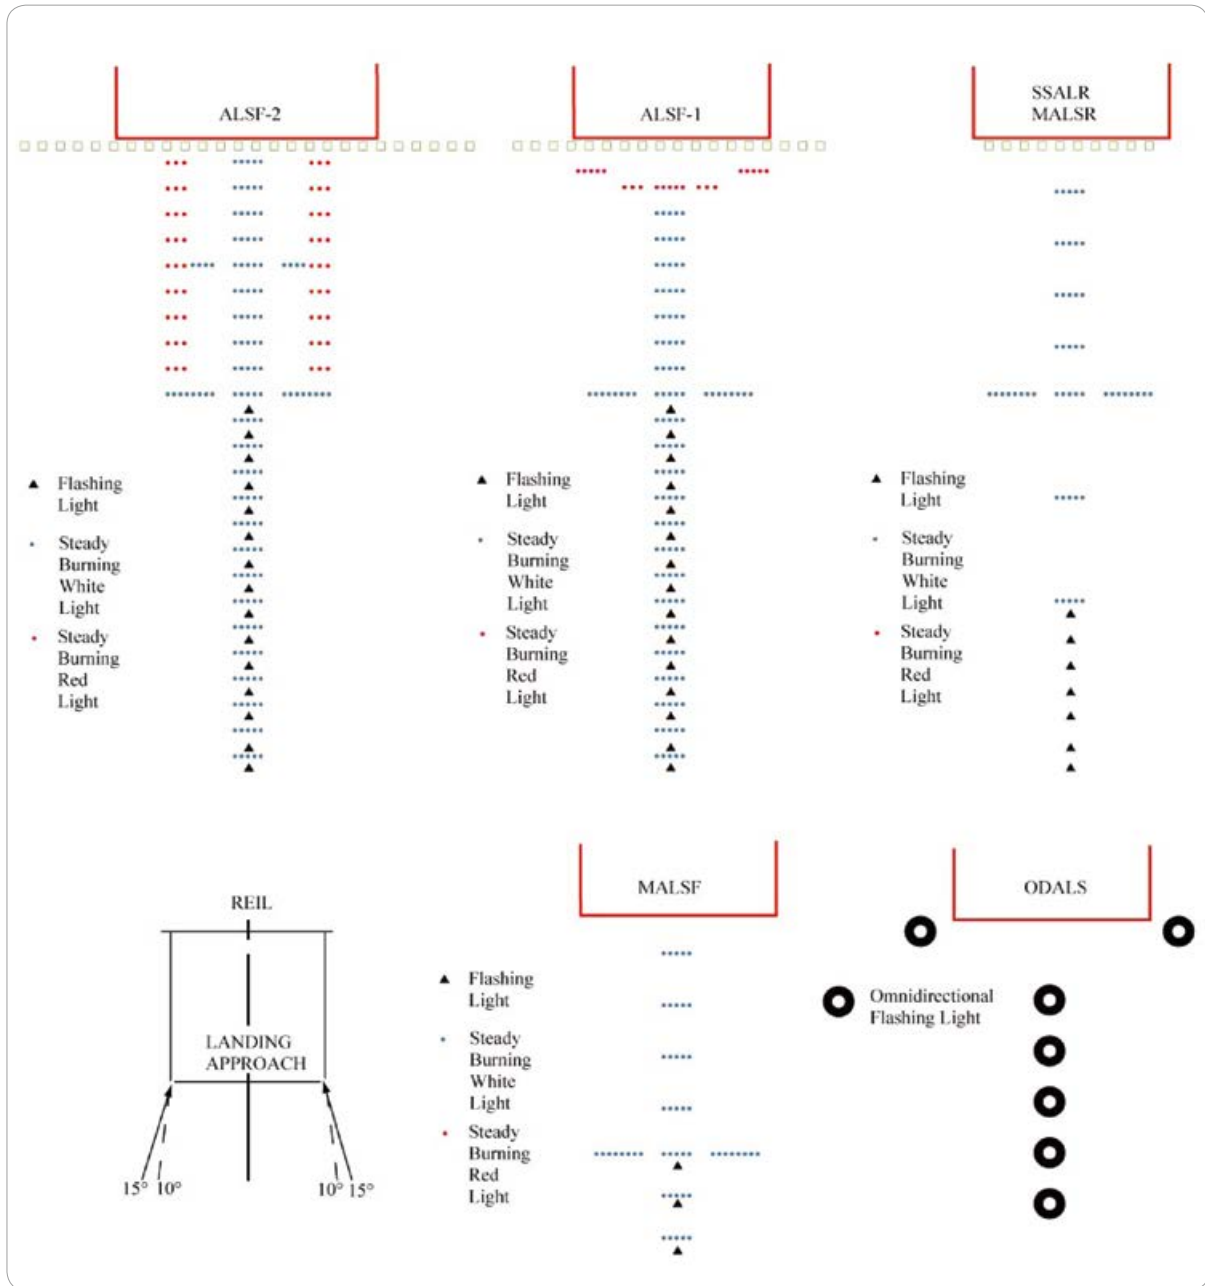 ALSF-2
Flashing
Light
Steady
Burning
White
Light
Steady
Burning
Red
Light
ALSF-1
Flashing
Light
Steady
Burning
White
Light
Steady
Burning
Red
Light
SSALR
MALSR
Flashing
Light
Steady
Burning
White
Light
Steady
Burning
Red
Light
REIL
LANDING
APPROACH
15° 10°
10° 15°
MALSF
Flashing
Light
Steady
Burning
White
Light
Steady
Burning
Red
Light
ODALS
Omnidirectional
Flashing Light